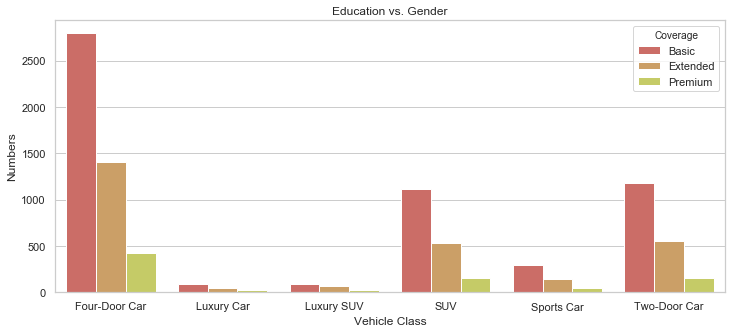 Education vs. Gender
Coverage
Basic
Extended
Premium
Numbers
2500
2000
1500
1000
500
0
Four-Door Car
Luxury Car
Luxury SUV
SUV
Sports Car
Two-Door Car
Vehicle Class